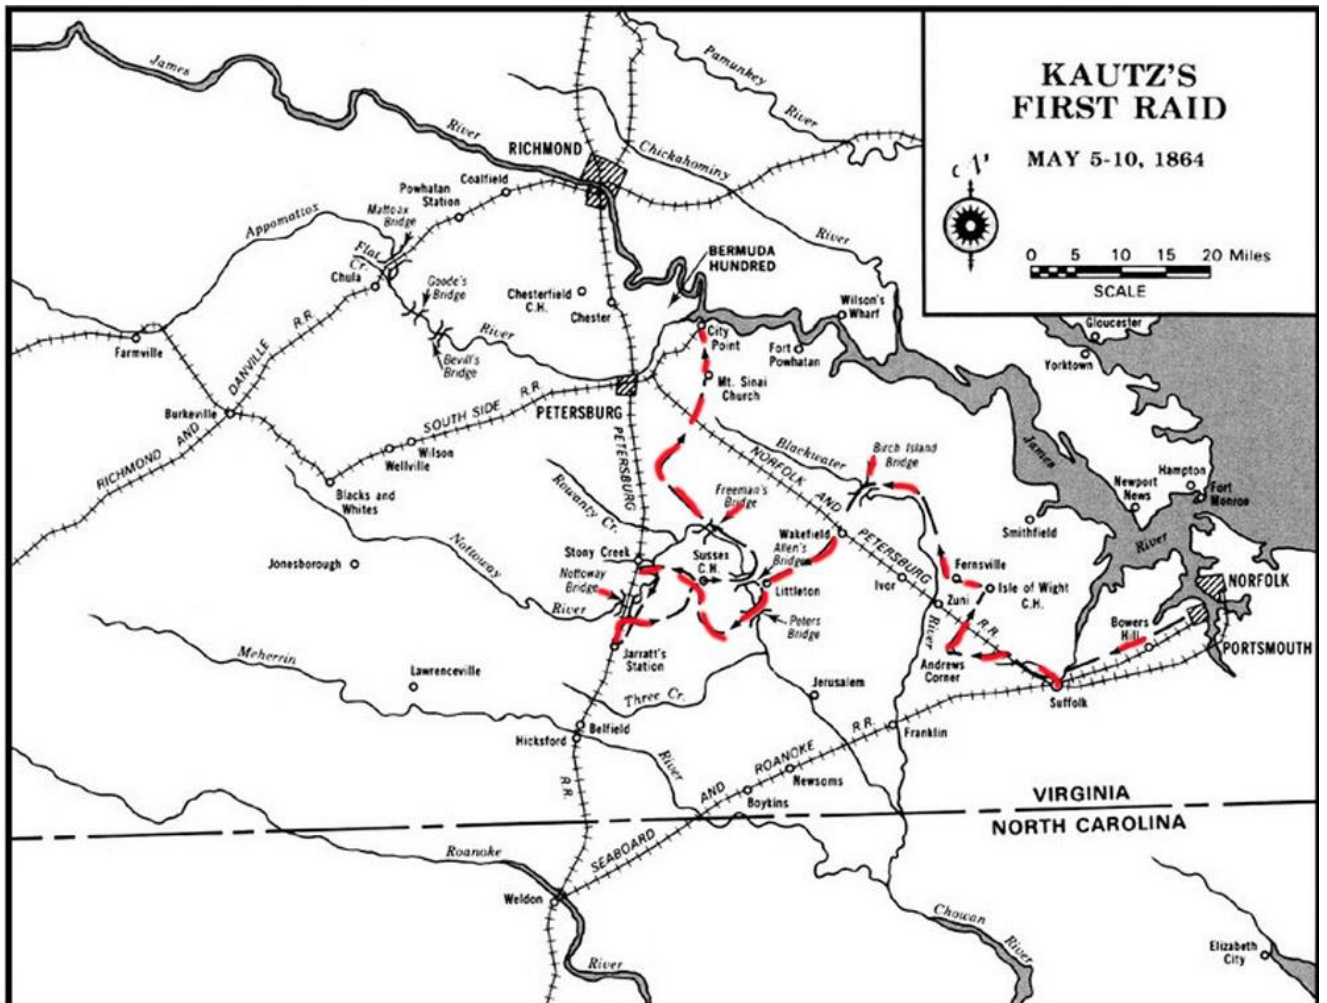 KAUTZ'S
FIRST RAID
MAY 5-10, 1864
N
0 5 10 15 20 Miles
SCALE
James
River
Pamunkey
River
Chickahominy
River
RICHMOND
Coalfield
Powhatan
Station
Mattoax
Bridge
Appomattox
Flat
Cr.
Chula
Goode's
Bridge
River
Bevill's
Bridge
Chesterfield
C.H.
Chester
BERMUDA
HUNDRED
City
Point
Wilson's
Wharf
Fort
Powhatan
Mt. Sinai
Church
Gloucester
Yorktown
Farmville
Burkeville
RICHMOND AND DANVILLE R.R.
SOUTH SIDE R.R.
PETERSBURG
Wilson
Wellville
Blacks and
Whites
PETERSBURG
R.R.
NORFOLK AND PETERSBURG R.R.
Blackwater
River
Birch Island
Bridge
James
River
Hampton
Newport
News
Fort
Monroe
Smithfield
Freeman's
Bridge
Rowanty Cr.
Nottoway
River
Jonesborough
Stony Creek
Nottoway
Bridge
Sussex
C.H.
Wakefield
Allen's
Bridge
Littleton
Peters
Bridge
Ivor
Zuni
Fernsville
Isle of Wight
C.H.
NORFOLK
Bowers
Hill
PORTSMOUTH
Andrews
Corner
Suffolk
Meherrin
River
Lawrenceville
Jarratt's
Station
Three Cr.
Jerusalem
Belfield
Hicksford
Franklin
SEABOARD AND ROANOKE R.R.
Newsoms
Boykins
VIRGINIA
NORTH CAROLINA
Roanoke
River
Weldon
Chowan
River
Elizabeth
City